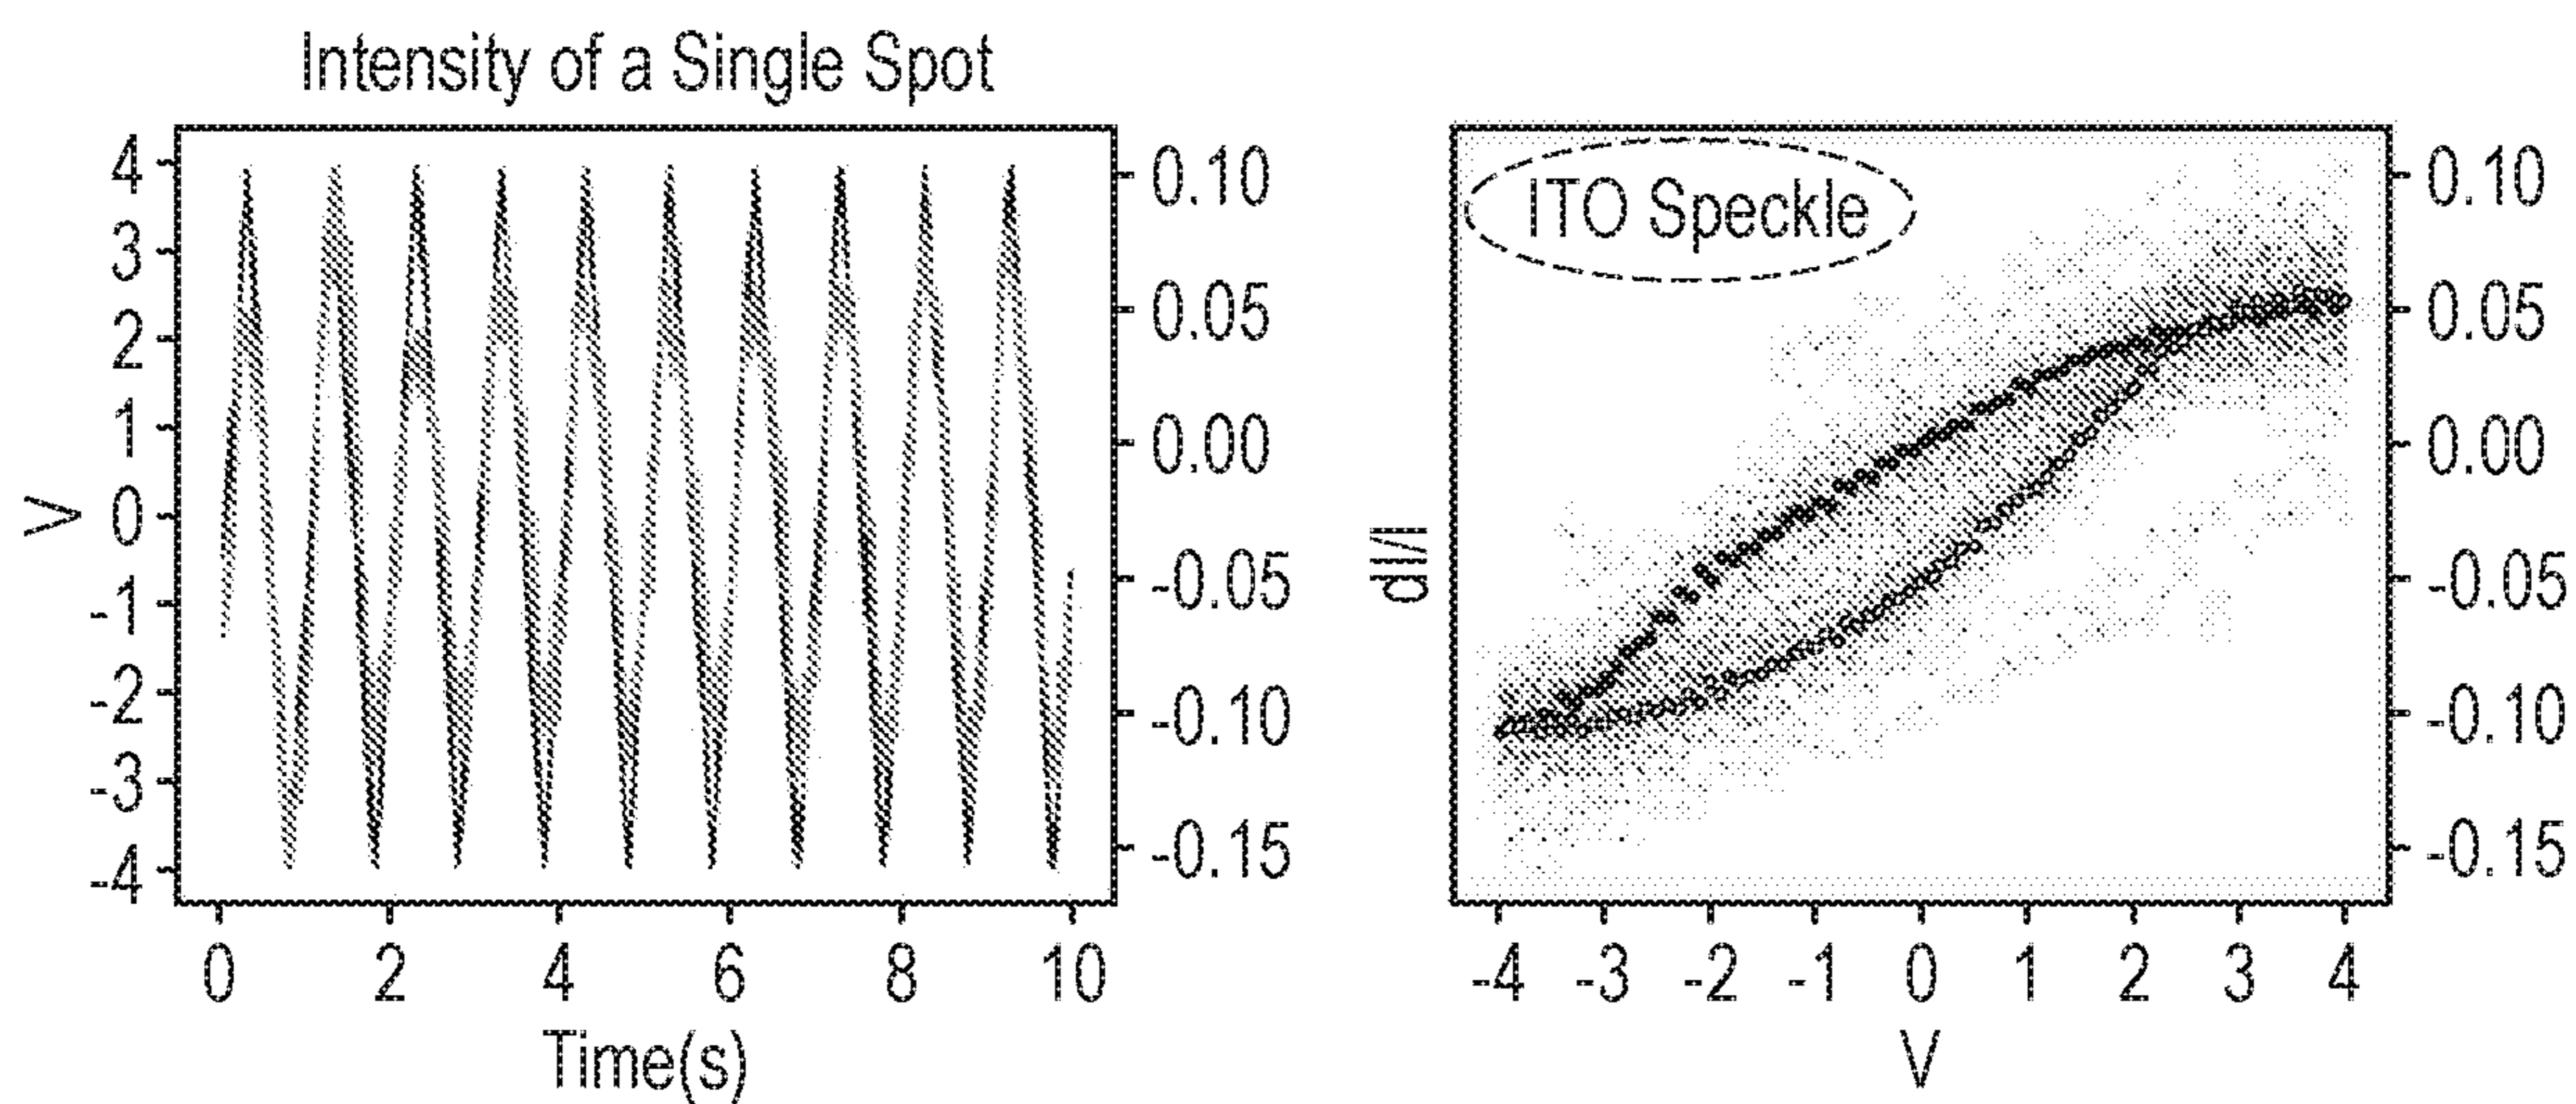 Intensity of a Single Spot
V
4
3
2
1
0
-1
-2
-3
-4
0.10
0.05
0.00
-0.05
-0.10
-0.15
0 2 4 6 8 10
Time(s)
ITO Speckle
dI/I
0.10
0.05
0.00
-0.05
-0.10
-0.15
-4 -3 -2 -1 0 1 2 3 4
V